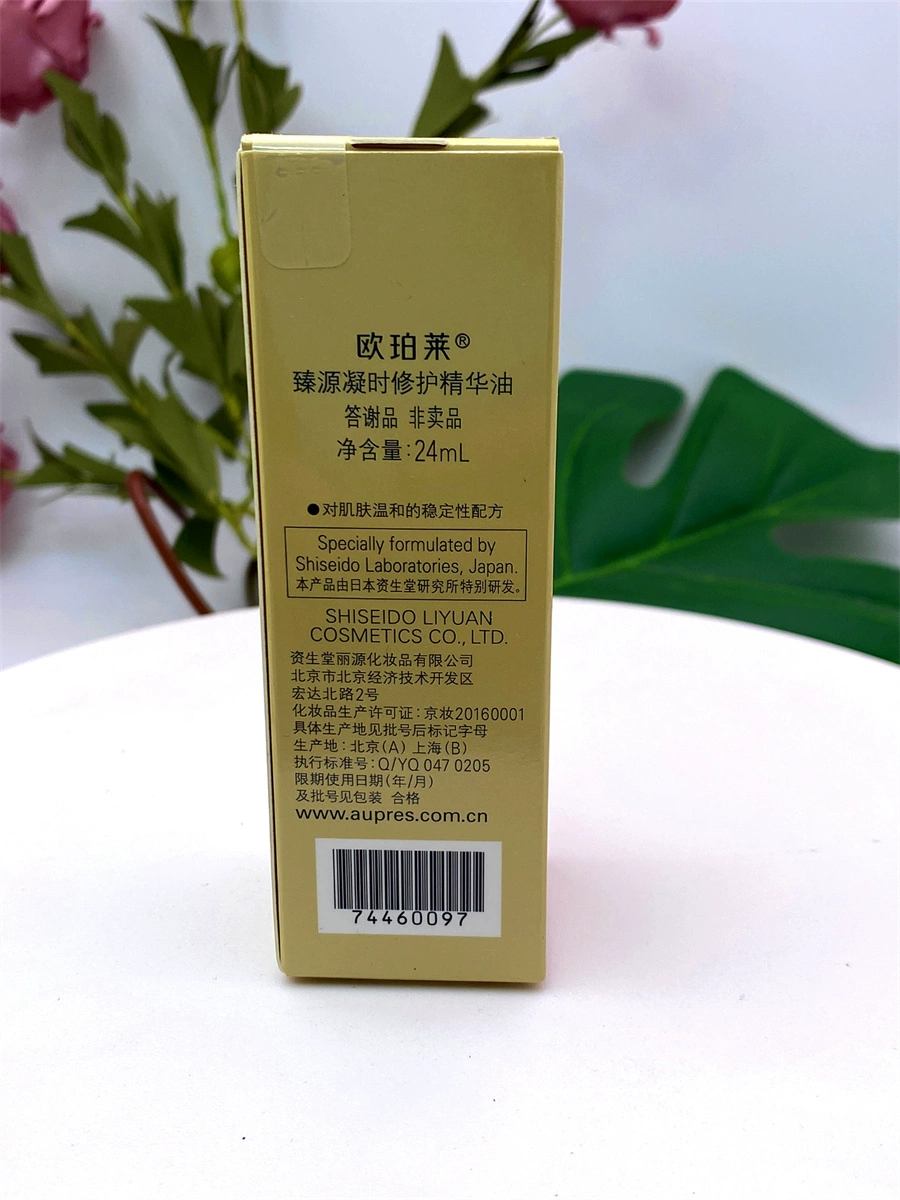 欧珀莱®
臻源凝时修护精华油
答谢品 非卖品
净含量:24mL
●对肌肤温和的稳定性配方
Specially formulated by
Shiseido Laboratories, Japan.
本产品由日本资生堂研究所特别研发。
SHISEIDO LIYUAN
COSMETICS CO., LTD.
资生堂丽源化妆品有限公司
北京市北京经济技术开发区
宏达北路2号
化妆品生产许可证:京妆20160001
具体生产地见批号后标记字母
生产地:北京(A) 上海(B)
执行标准号:Q/YQ 047 0205
限期使用日期(年/月)
及批号见包装 合格
www.aupres.com.cn
74460097